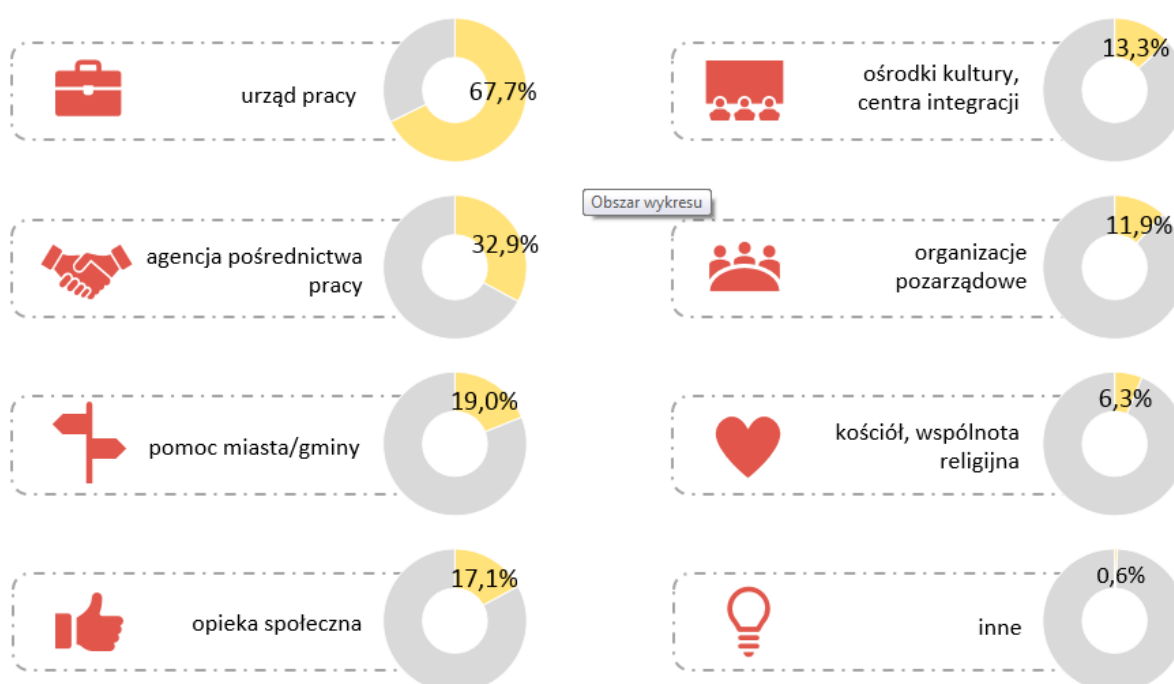 urząd pracy
67,7%
agencja pośrednictwa
pracy
32,9%
pomoc miasta/gminy
19,0%
opieka społeczna
17,1%
Obszar wykresu
ośrodki kultury,
centra integracji
13,3%
organizacje
pozarządowe
11,9%
kościół, wspólnota
religijna
6,3%
inne
0,6%